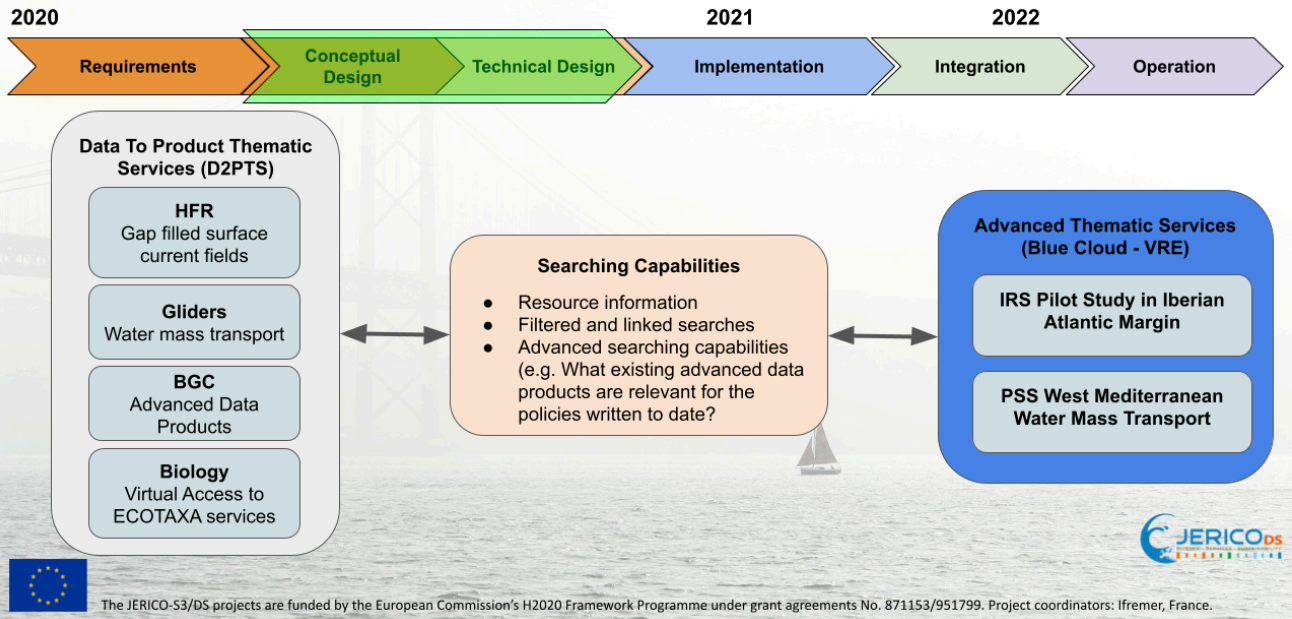 2020
2021
2022
Requirements
Conceptual
Design
Technical Design
Implementation
Integration
Operation
Data To Product Thematic
Services (D2PTS)
HFR
Gap filled surface
current fields
Gliders
Water mass transport
BGC
Advanced Data
Products
Biology
Virtual Access to
ECOTAXA services
Searching Capabilities
● Resource information
● Filtered and linked searches
● Advanced searching capabilities
(e.g. What existing advanced data
products are relevant for the
policies written to date?
Advanced Thematic Services
(Blue Cloud - VRE)
IRS Pilot Study in Iberian
Atlantic Margin
PSS West Mediterranean
Water Mass Transport
JERICO DS
The JERICO-S3/DS projects are funded by the European Commission's H2020 Framework Programme under grant agreements No. 871153/951799. Project coordinators: Ifremer, France.